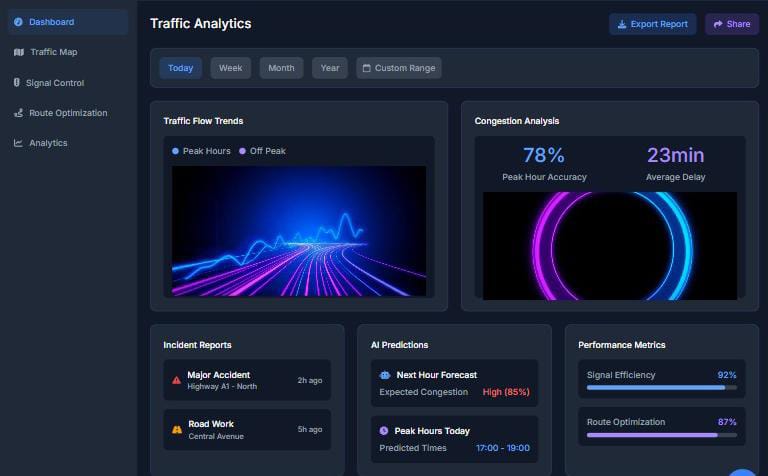 Dashboard
Traffic Map
Signal Control
Route Optimization
Analytics
Traffic Analytics
Export Report
Share
Today
Week
Month
Year
Custom Range
Traffic Flow Trends
Peak Hours
Off Peak
Congestion Analysis
78%
Peak Hour Accuracy
23min
Average Delay
Incident Reports
Major Accident
Highway A1 - North
2h ago
Road Work
Central Avenue
5h ago
AI Predictions
Next Hour Forecast
Expected Congestion High (85%)
Peak Hours Today
Predicted Times 17:00 - 19:00
Performance Metrics
Signal Efficiency 92%
Route Optimization 87%